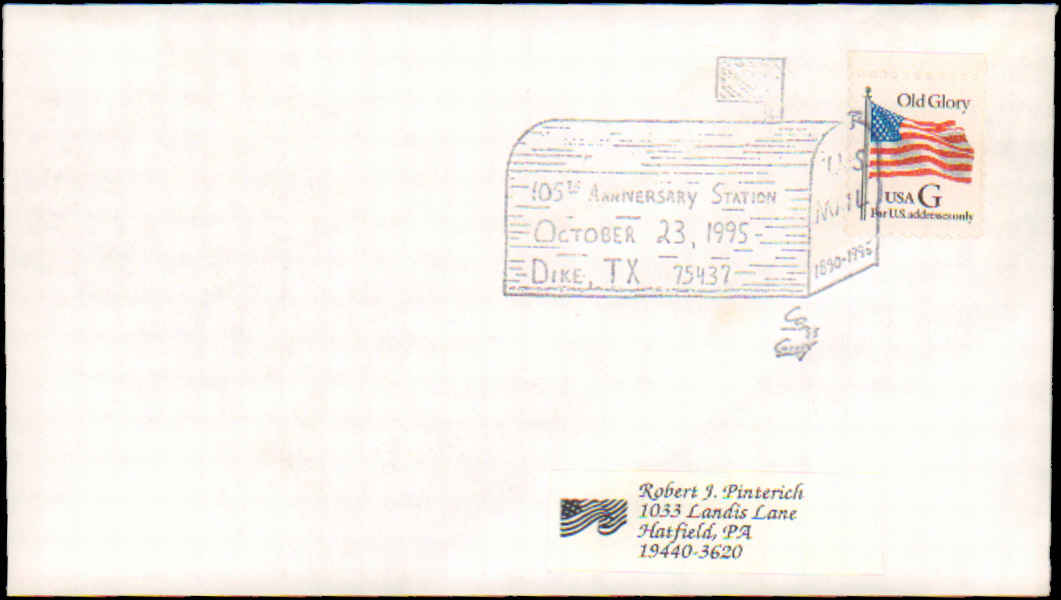 Old Glory
USA G
For U.S. addresses only
U.S
MAIL
105TH ANNIVERSARY STATION
OCTOBER 23, 1995
DIKE, TX 75437
1890-1995
Robert J. Pinterich
1033 Landis Lane
Hatfield, PA
19440-3620